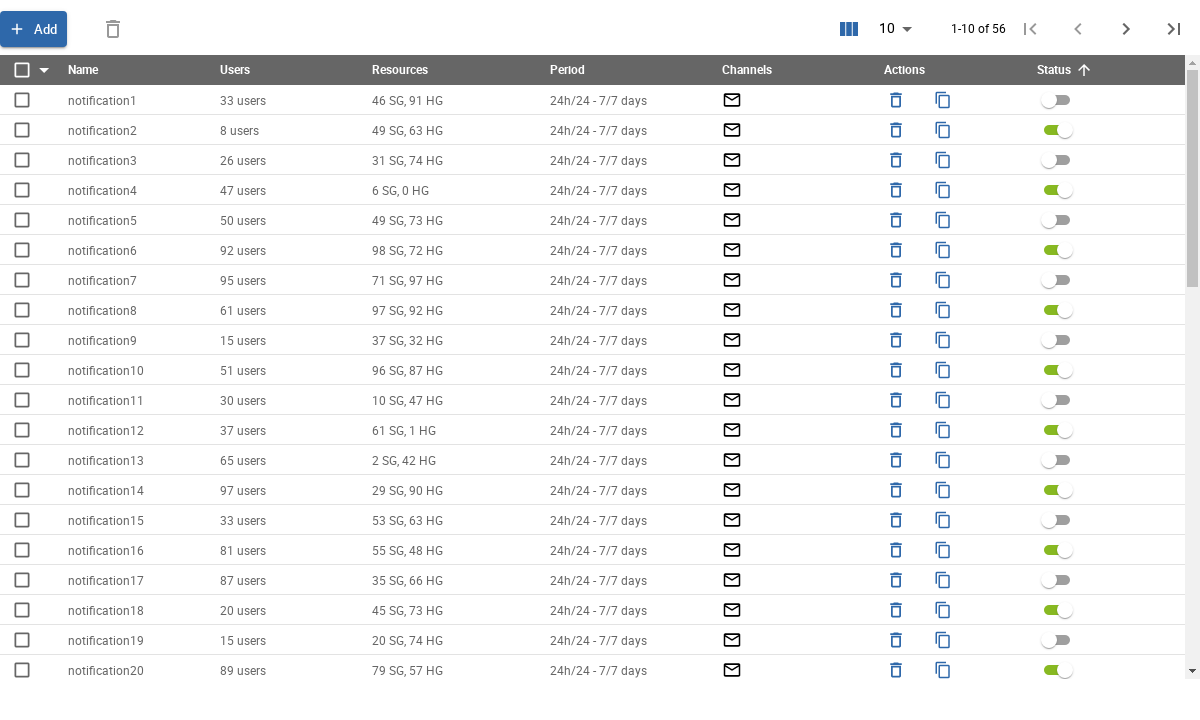 Add 10 1-10 of 56
Name Users Resources Period Channels Actions Status
notification1 33 users 46 SG, 91 HG 24h/24 - 7/7 days
notification2 8 users 49 SG, 63 HG 24h/24 - 7/7 days
notification3 26 users 31 SG, 74 HG 24h/24 - 7/7 days
notification4 47 users 6 SG, 0 HG 24h/24 - 7/7 days
notification5 50 users 49 SG, 73 HG 24h/24 - 7/7 days
notification6 92 users 98 SG, 72 HG 24h/24 - 7/7 days
notification7 95 users 71 SG, 97 HG 24h/24 - 7/7 days
notification8 61 users 97 SG, 92 HG 24h/24 - 7/7 days
notification9 15 users 37 SG, 32 HG 24h/24 - 7/7 days
notification10 51 users 96 SG, 87 HG 24h/24 - 7/7 days
notification11 30 users 10 SG, 47 HG 24h/24 - 7/7 days
notification12 37 users 61 SG, 1 HG 24h/24 - 7/7 days
notification13 65 users 2 SG, 42 HG 24h/24 - 7/7 days
notification14 97 users 29 SG, 90 HG 24h/24 - 7/7 days
notification15 33 users 53 SG, 63 HG 24h/24 - 7/7 days
notification16 81 users 55 SG, 48 HG 24h/24 - 7/7 days
notification17 87 users 35 SG, 66 HG 24h/24 - 7/7 days
notification18 20 users 45 SG, 73 HG 24h/24 - 7/7 days
notification19 15 users 20 SG, 74 HG 24h/24 - 7/7 days
notification20 89 users 79 SG, 57 HG 24h/24 - 7/7 days